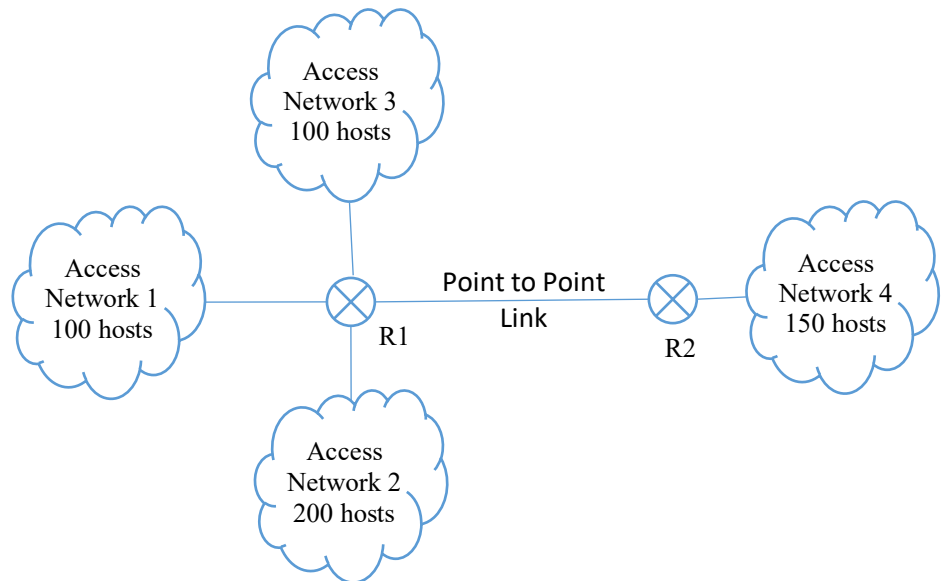 Access
Network 3
100 hosts
Access
Network 1
100 hosts
Point to Point
Link
R1
R2
Access
Network 4
150 hosts
Access
Network 2
200 hosts